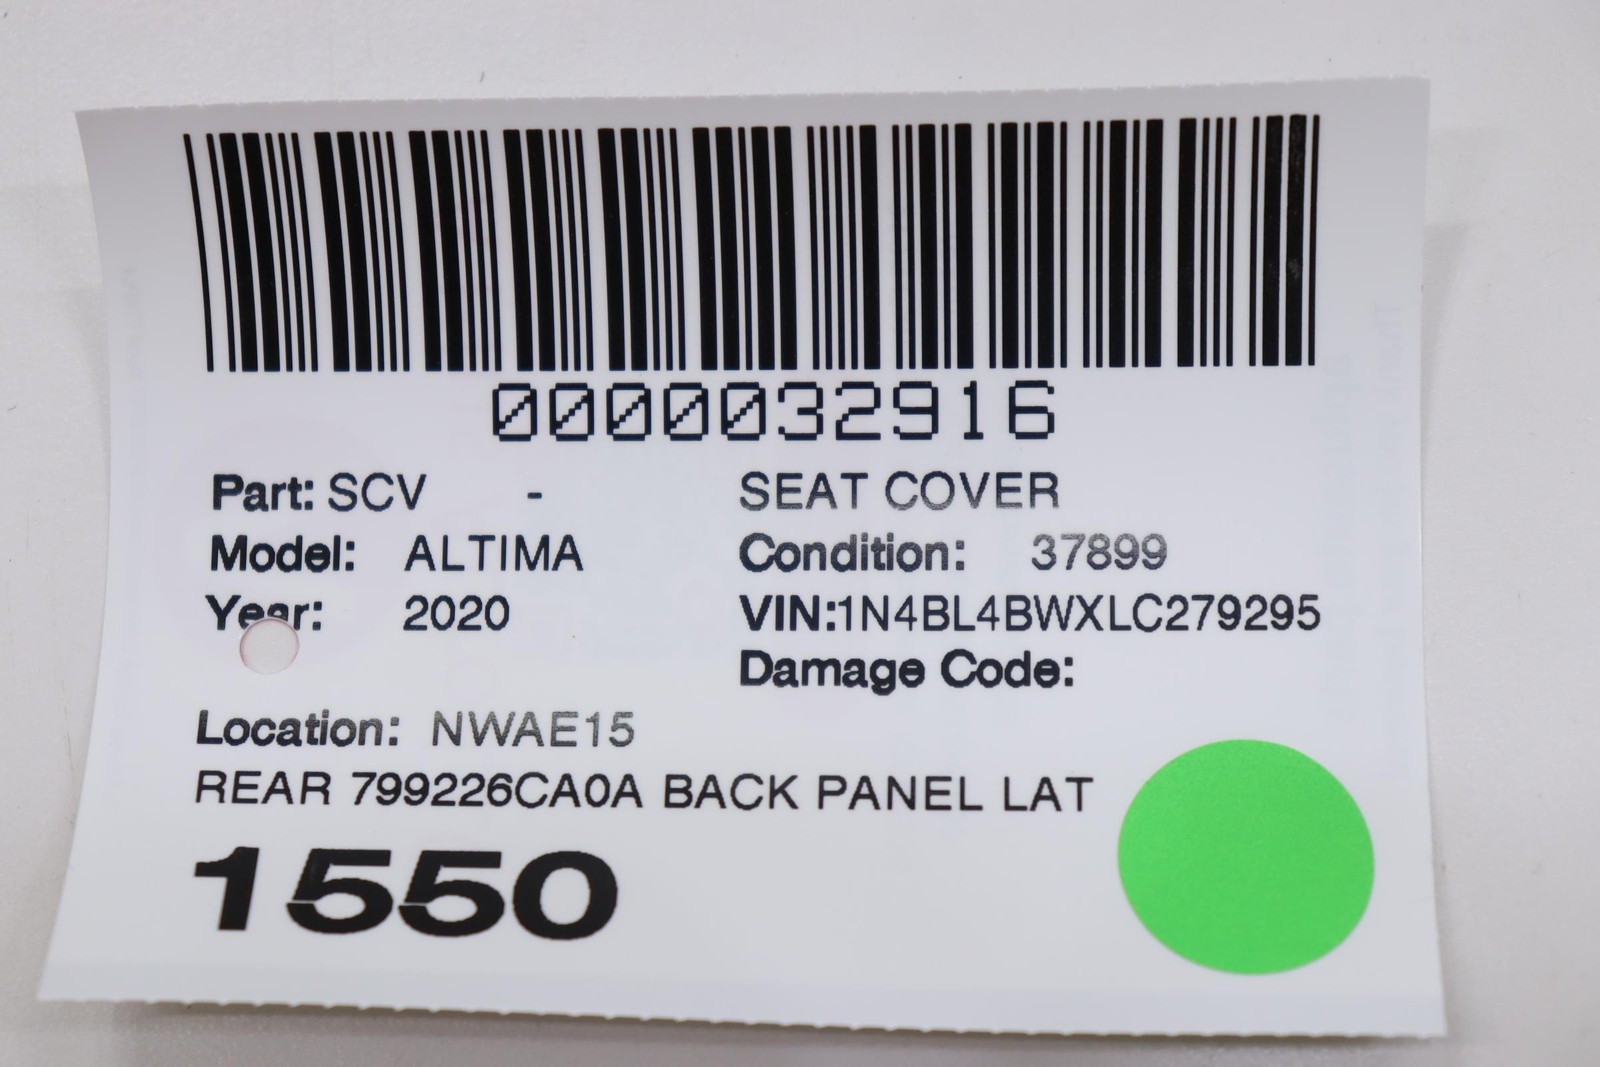 0000032916
Part: SCV - SEAT COVER
Model: ALTIMA Condition: 37899
Year: 2020 VIN:1N4BL4BWXLC279295
Damage Code:
Location: NWAE15
REAR 799226CA0A BACK PANEL LAT
1550